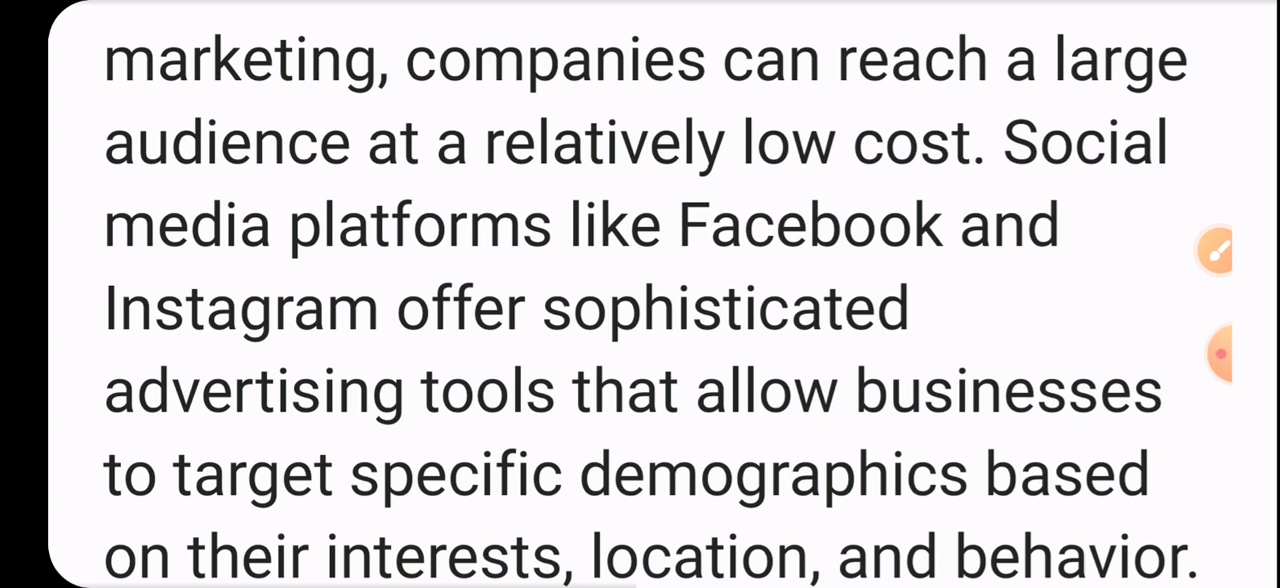 marketing, companies can reach a large
audience at a relatively low cost. Social
media platforms like Facebook and
Instagram offer sophisticated
advertising tools that allow businesses
to target specific demographics based
on their interests, location, and behavior.